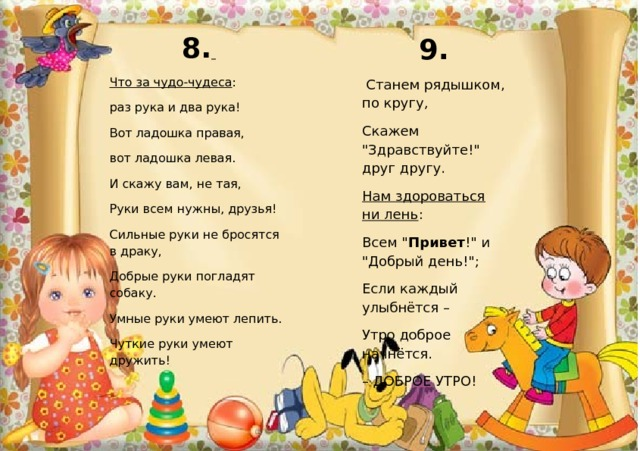 8.
Что за чудо-чудеса:
раз рука и два рука!
Вот ладошка правая,
вот ладошка левая.
И скажу вам, не тая,
Руки всем нужны, друзья!
Сильные руки не бросятся
в драку,
Добрые руки погладят
собаку.
Умные руки умеют лепить.
Чуткие руки умеют
дружить!
9.
Станем рядышком,
по кругу,
Скажем
"Здравствуйте!"
друг другу.
Нам здороваться
ни лень:
Всем "Привет!" и
"Добрый день!";
Если каждый
улыбнётся –
Утро доброе
начнётся.
– ДОБРОЕ УТРО!